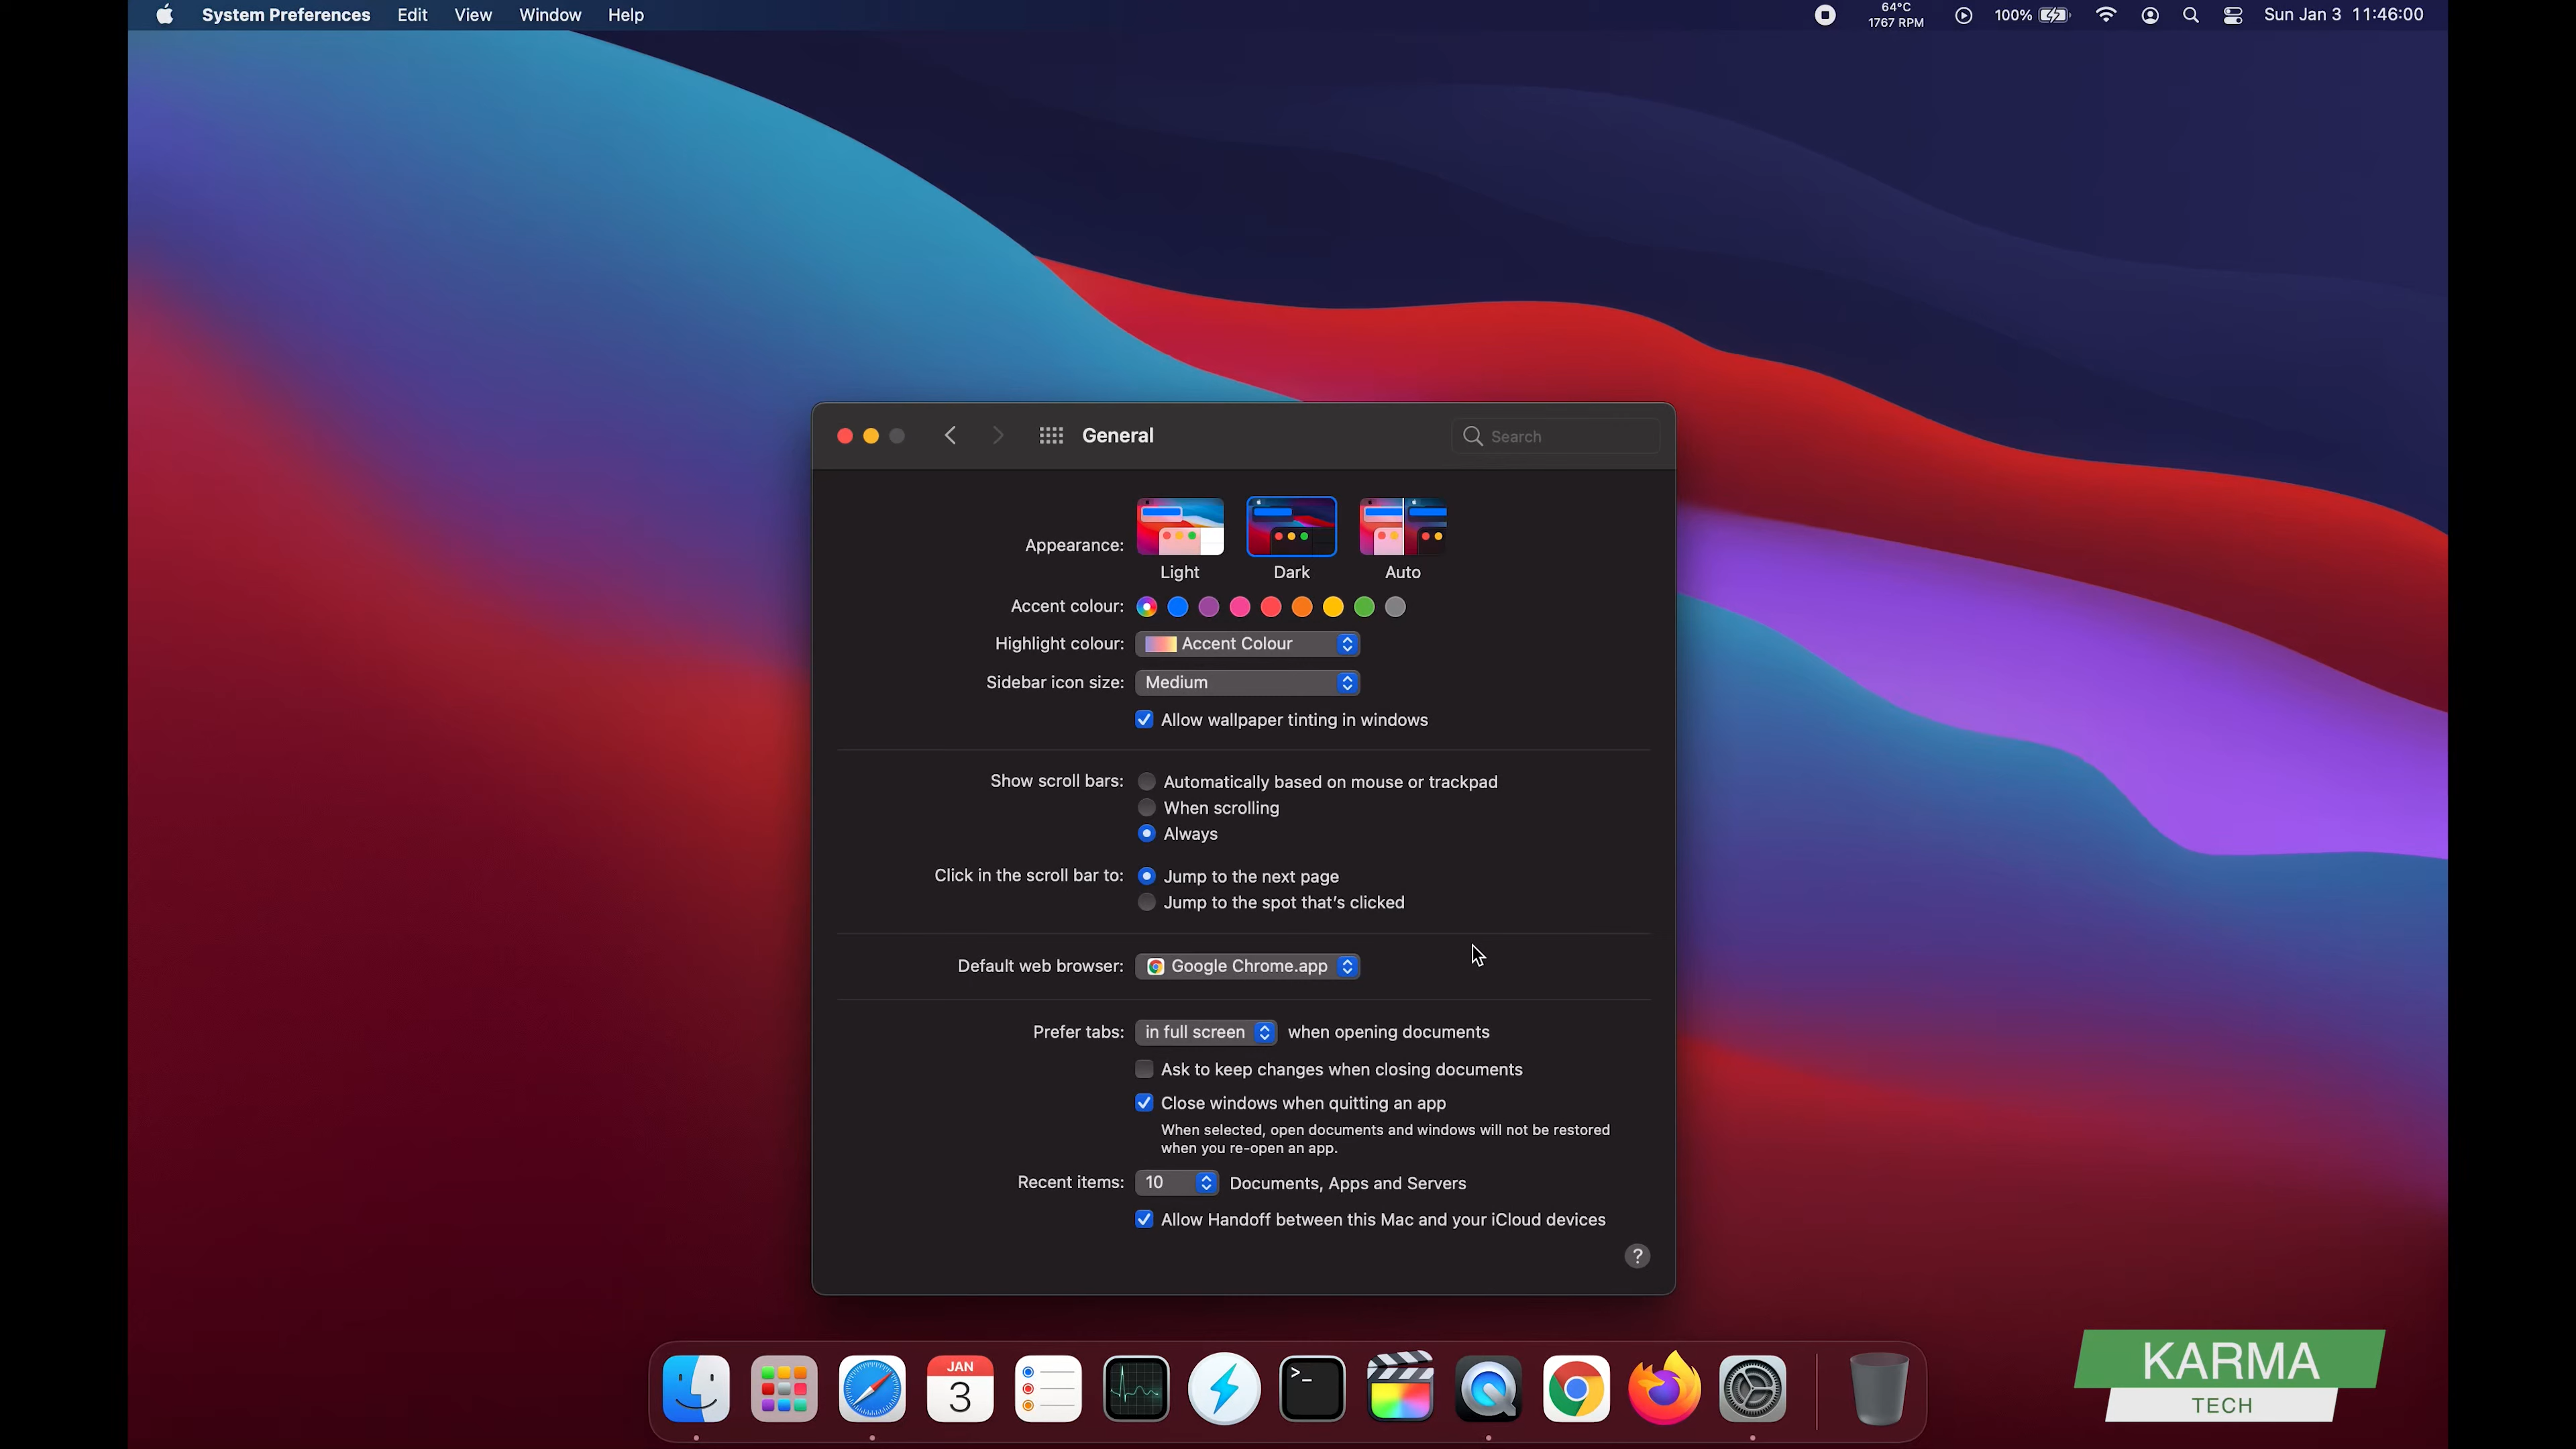 System Preferences Edit View Window Help
64°C
1767 RPM
100%
Sun Jan 3 11:46:00
General
Search
Appearance:
Light Dark Auto
Accent colour:
Highlight colour: Accent Colour
Sidebar icon size: Medium
Allow wallpaper tinting in windows
Show scroll bars: Automatically based on mouse or trackpad
When scrolling
Always
Click in the scroll bar to: Jump to the next page
Jump to the spot that's clicked
Default web browser: Google Chrome.app
Prefer tabs: in full screen when opening documents
Ask to keep changes when closing documents
Close windows when quitting an app
When selected, open documents and windows will not be restored
when you re-open an app.
Recent items: 10 Documents, Apps and Servers
Allow Handoff between this Mac and your iCloud devices
?
JAN
3
>_
KARMA
TECH